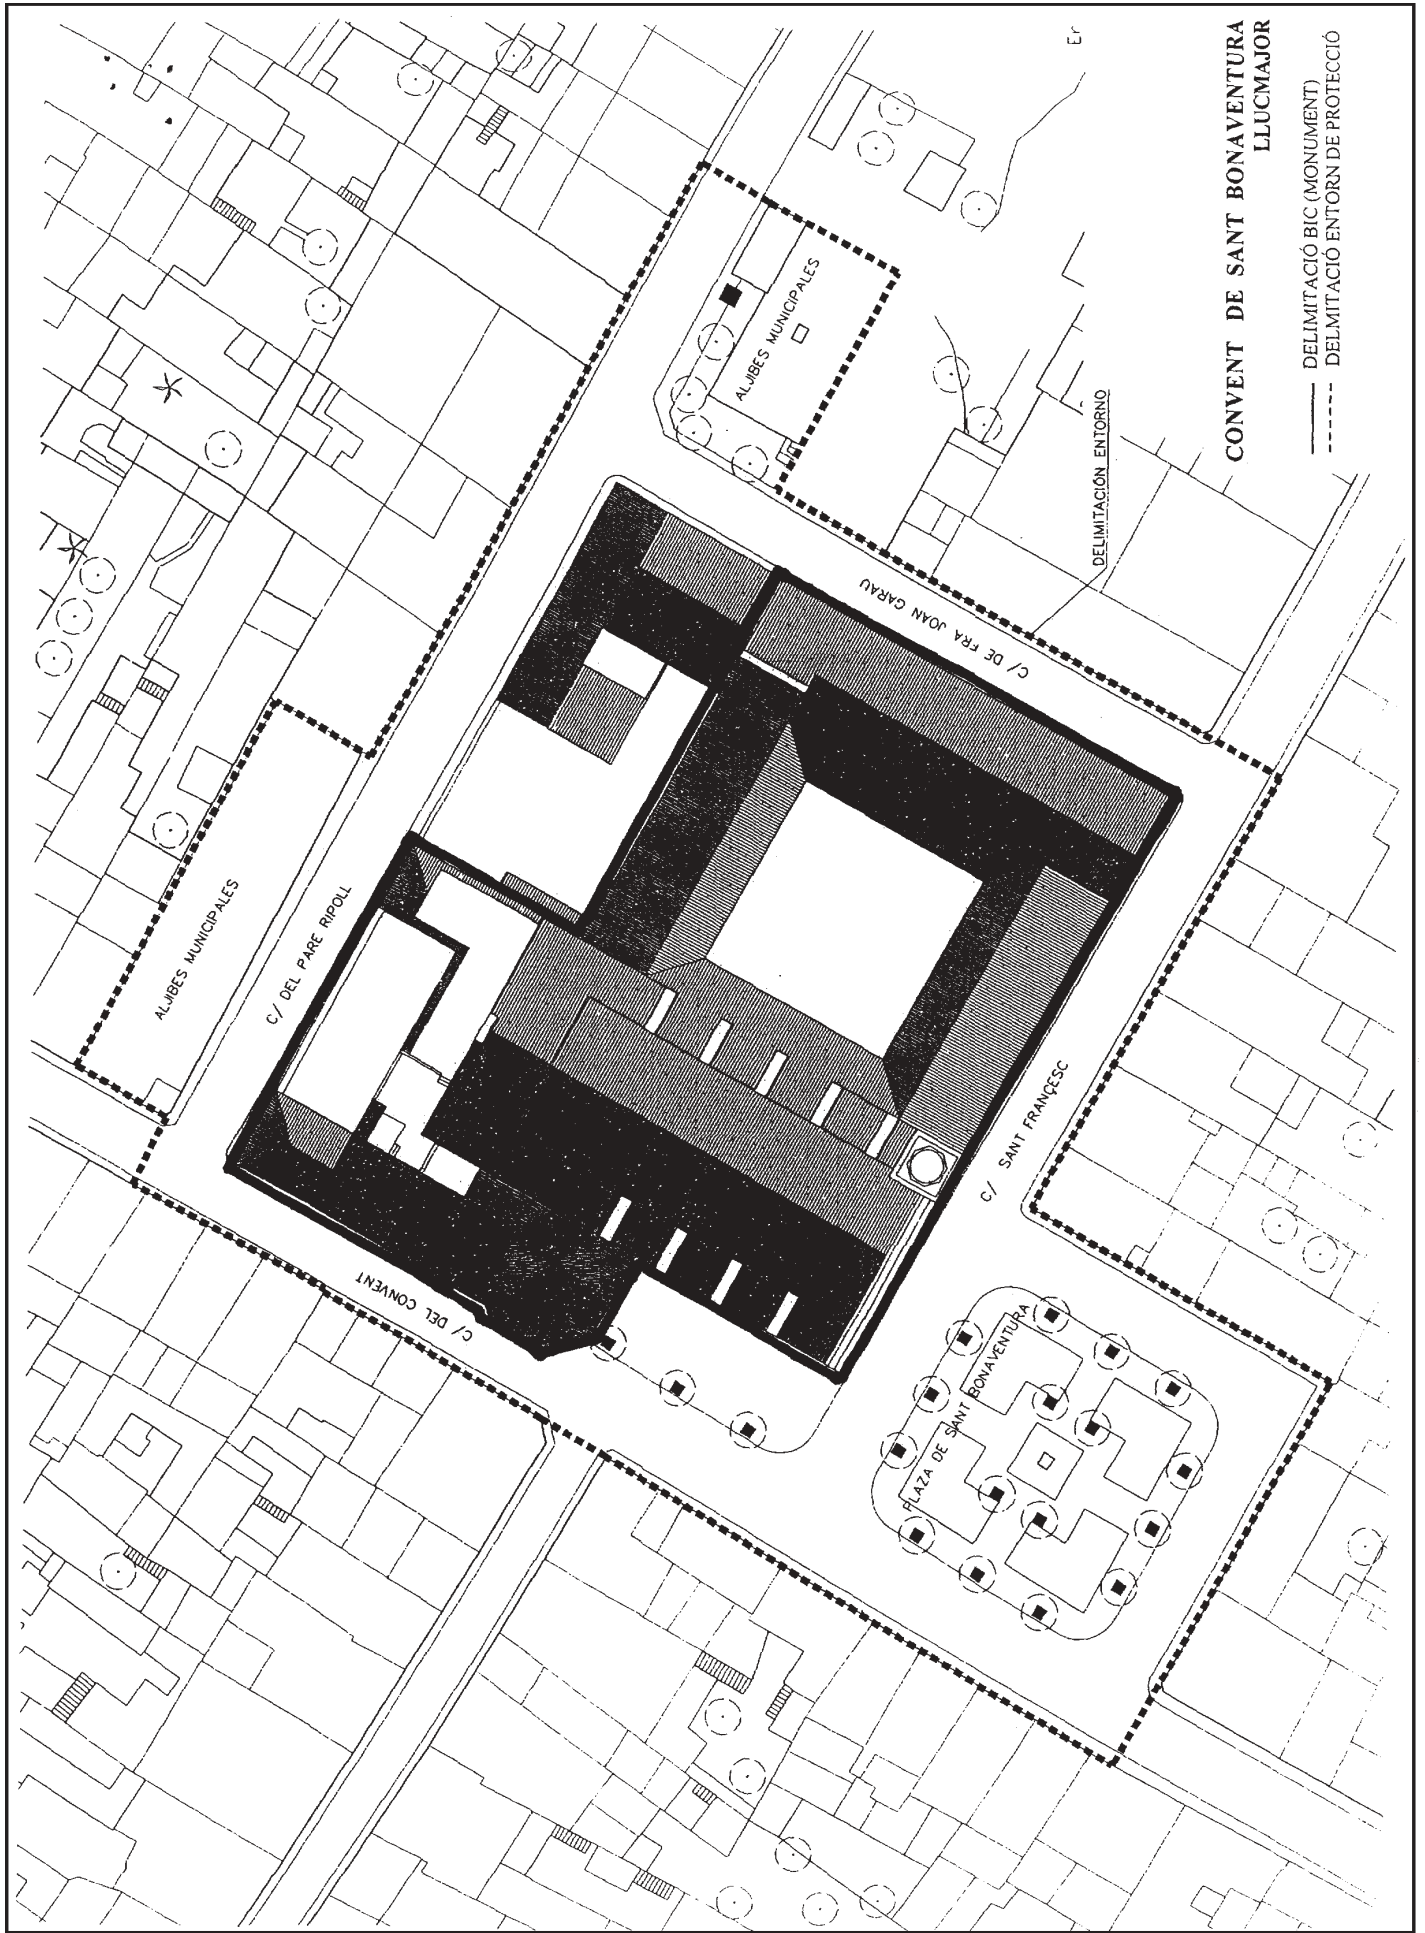 CONVENT DE SANT BONAVENTURA
LLUCMAJOR
DELIMITACIÓ BIC (MONUMENT)
DELMITACIÓ ENTORN DE PROTECCIÓ
ALJIBES MUNICIPALES
DELIMITACIÓN ENTORNO
C/ DE FRA JOAN GARAU
ALJIBES MUNICIPALES
C/ DEL PARE RIPOLL
C/ SANT FRANÇESC
C/ DEL CONVENT
PLAZA DE SANT BONAVENTURA